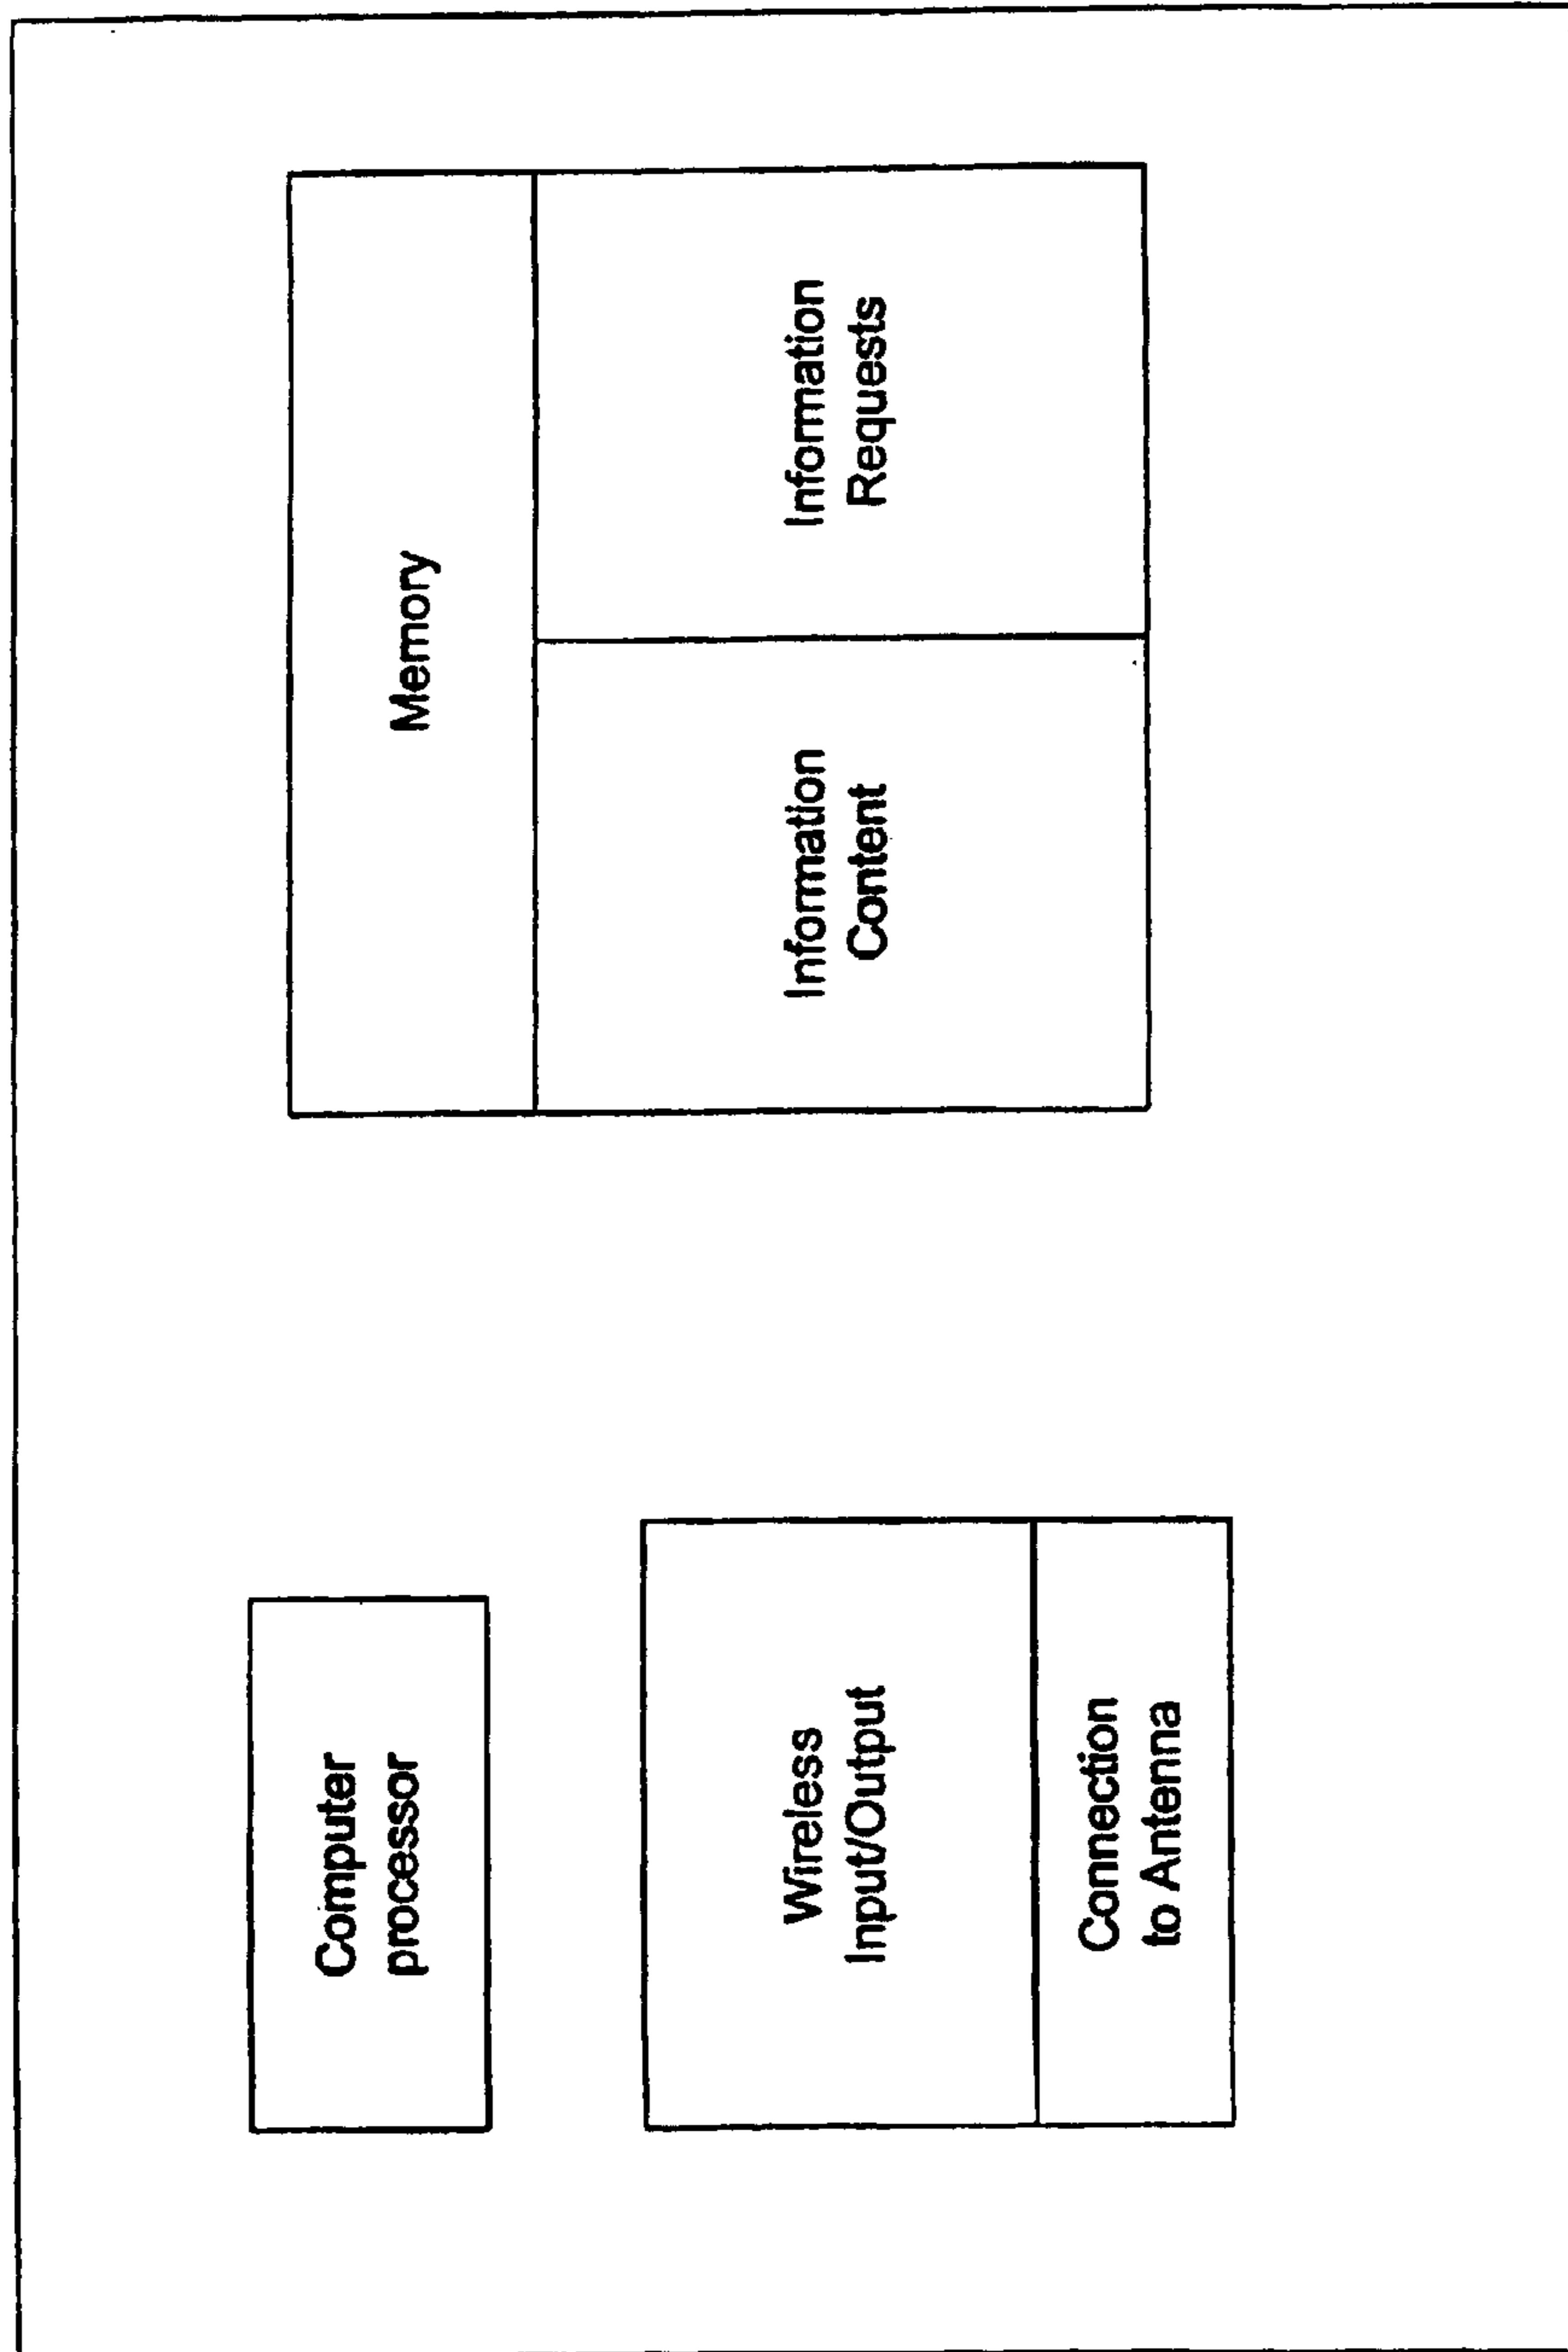 Computer
processor
Memory
Wireless
Input/Output
Connection
to Antenna
Information
Content
Information
Requests